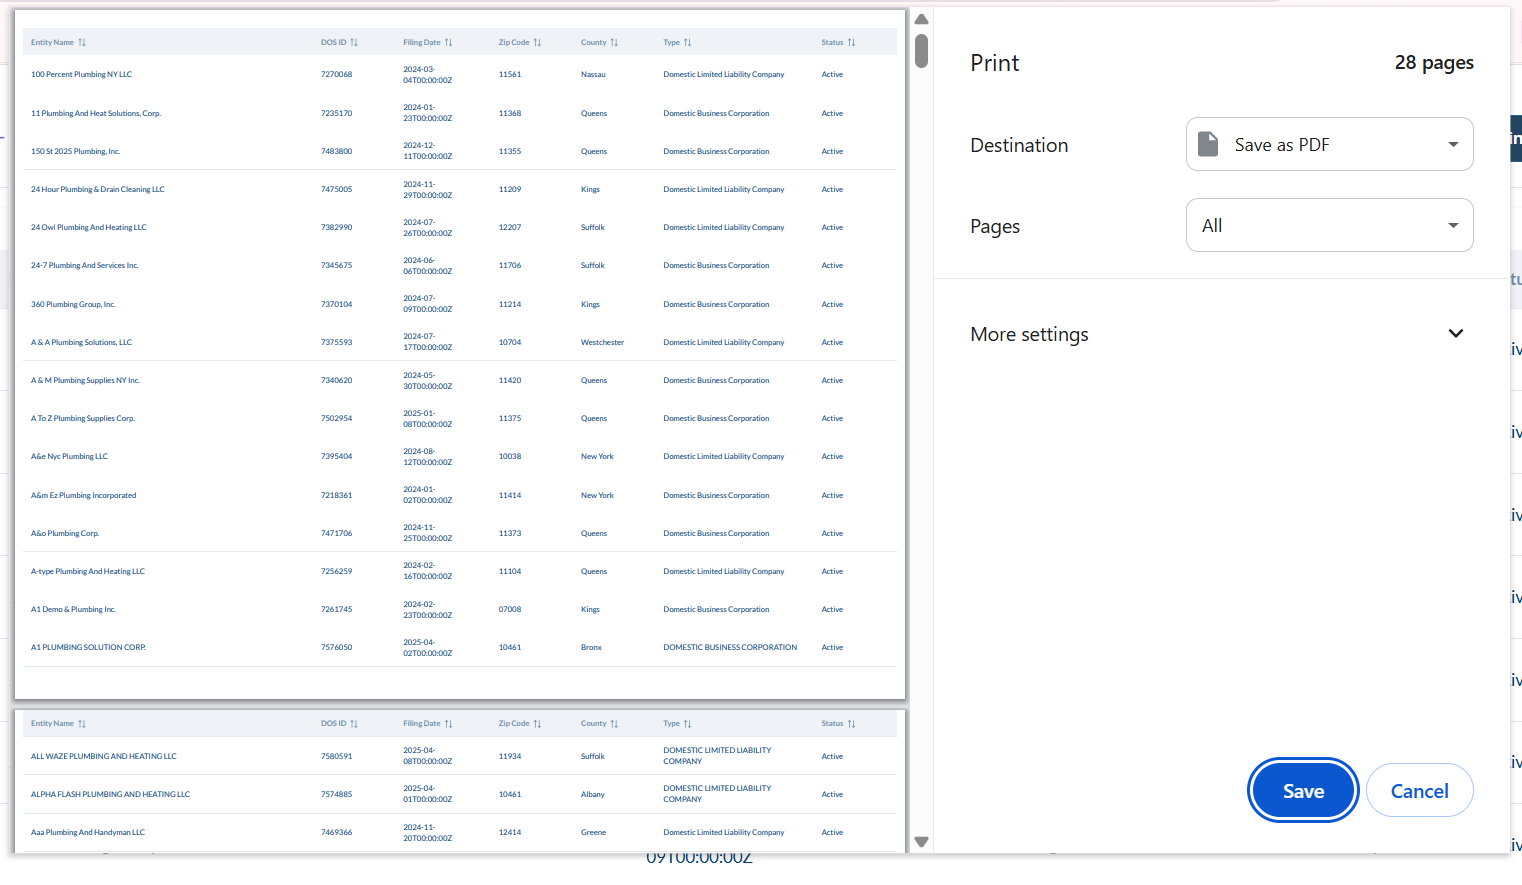 Entity Name DOS ID Filing Date Zip Code County Type Status
100 Percent Plumbing NY LLC 7270068 2024-03-04T00:00:00Z 11561 Nassau Domestic Limited Liability Company Active
11 Plumbing And Heat Solutions, Corp. 7235170 2024-01-23T00:00:00Z 11368 Queens Domestic Business Corporation Active
150 St 2025 Plumbing, Inc. 7483800 2024-12-11T00:00:00Z 11355 Queens Domestic Business Corporation Active
24 Hour Plumbing & Drain Cleaning LLC 7475005 2024-11-29T00:00:00Z 11209 Kings Domestic Limited Liability Company Active
24 Owl Plumbing And Heating LLC 7382990 2024-07-26T00:00:00Z 12207 Suffolk Domestic Limited Liability Company Active
24-7 Plumbing And Services Inc. 7345675 2024-06-06T00:00:00Z 11706 Suffolk Domestic Business Corporation Active
360 Plumbing Group, Inc. 7370104 2024-07-09T00:00:00Z 11214 Kings Domestic Business Corporation Active
A & A Plumbing Solutions, LLC 7375593 2024-07-17T00:00:00Z 10704 Westchester Domestic Limited Liability Company Active
A & M Plumbing Supplies NY Inc. 7340620 2024-05-30T00:00:00Z 11420 Queens Domestic Business Corporation Active
A To Z Plumbing Supplies Corp. 7502954 2025-01-08T00:00:00Z 11375 Queens Domestic Business Corporation Active
A&e Nyc Plumbing LLC 7395404 2024-08-12T00:00:00Z 10038 New York Domestic Limited Liability Company Active
A&m Ez Plumbing Incorporated 7218361 2024-01-02T00:00:00Z 11414 New York Domestic Business Corporation Active
A&o Plumbing Corp. 7471706 2024-11-25T00:00:00Z 11373 Queens Domestic Business Corporation Active
A-type Plumbing And Heating LLC 7256259 2024-02-16T00:00:00Z 11104 Queens Domestic Limited Liability Company Active
A1 Demo & Plumbing Inc. 7261745 2024-02-23T00:00:00Z 07008 Kings Domestic Business Corporation Active
A1 PLUMBING SOLUTION CORP. 7576050 2025-04-02T00:00:00Z 10461 Bronx DOMESTIC BUSINESS CORPORATION Active
Entity Name DOS ID Filing Date Zip Code County Type Status
ALL WAZE PLUMBING AND HEATING LLC 7580591 2025-04-08T00:00:00Z 11934 Suffolk DOMESTIC LIMITED LIABILITY COMPANY Active
ALPHA FLASH PLUMBING AND HEATING LLC 7574885 2025-04-01T00:00:00Z 10461 Albany DOMESTIC LIMITED LIABILITY COMPANY Active
Aaa Plumbing And Handyman LLC 7469366 2024-11-20T00:00:00Z 12414 Greene Domestic Limited Liability Company Active
09T00:00:00Z
Print 28 pages
Destination Save as PDF
Pages All
More settings
Save Cancel